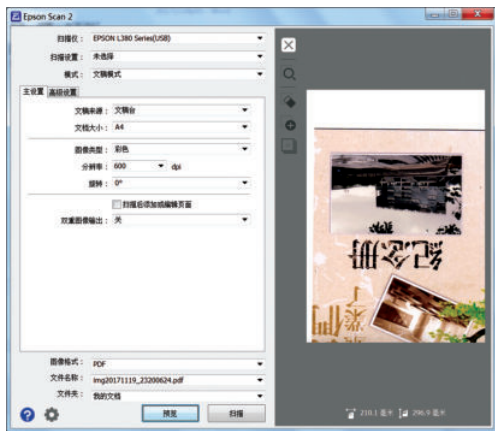 Epson Scan 2
扫描仪： EPSON L380 Series(USB)
扫描设置： 未选择
模式： 文稿模式
主设置 高级设置
文稿来源： 文稿台
文档大小： A4
图像类型： 彩色
分辨率： 600 dpi
旋转： 0°
扫描后添加或编辑页面
双重图像输出： 关
图像格式： PDF
文件名称： img20171119_23200624.pdf
文件夹： 我的文档
预览 扫描
210.1 毫米 296.9 毫米
紀念册